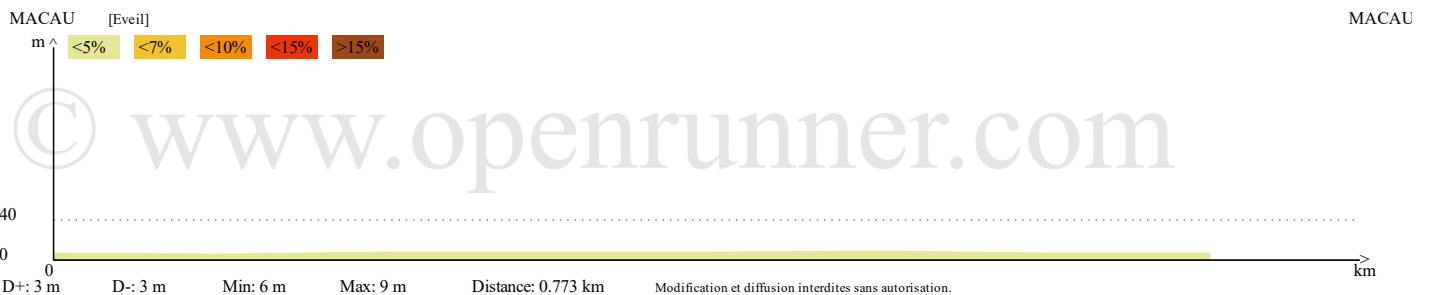 MACAU [Eveil] MACAU
m ^ <5% <7% <10% <15% >15%
© www.openrunner.com
40
0
0 km
D+: 3 m D-: 3 m Min: 6 m Max: 9 m Distance: 0.773 km Modification et diffusion interdites sans autorisation.